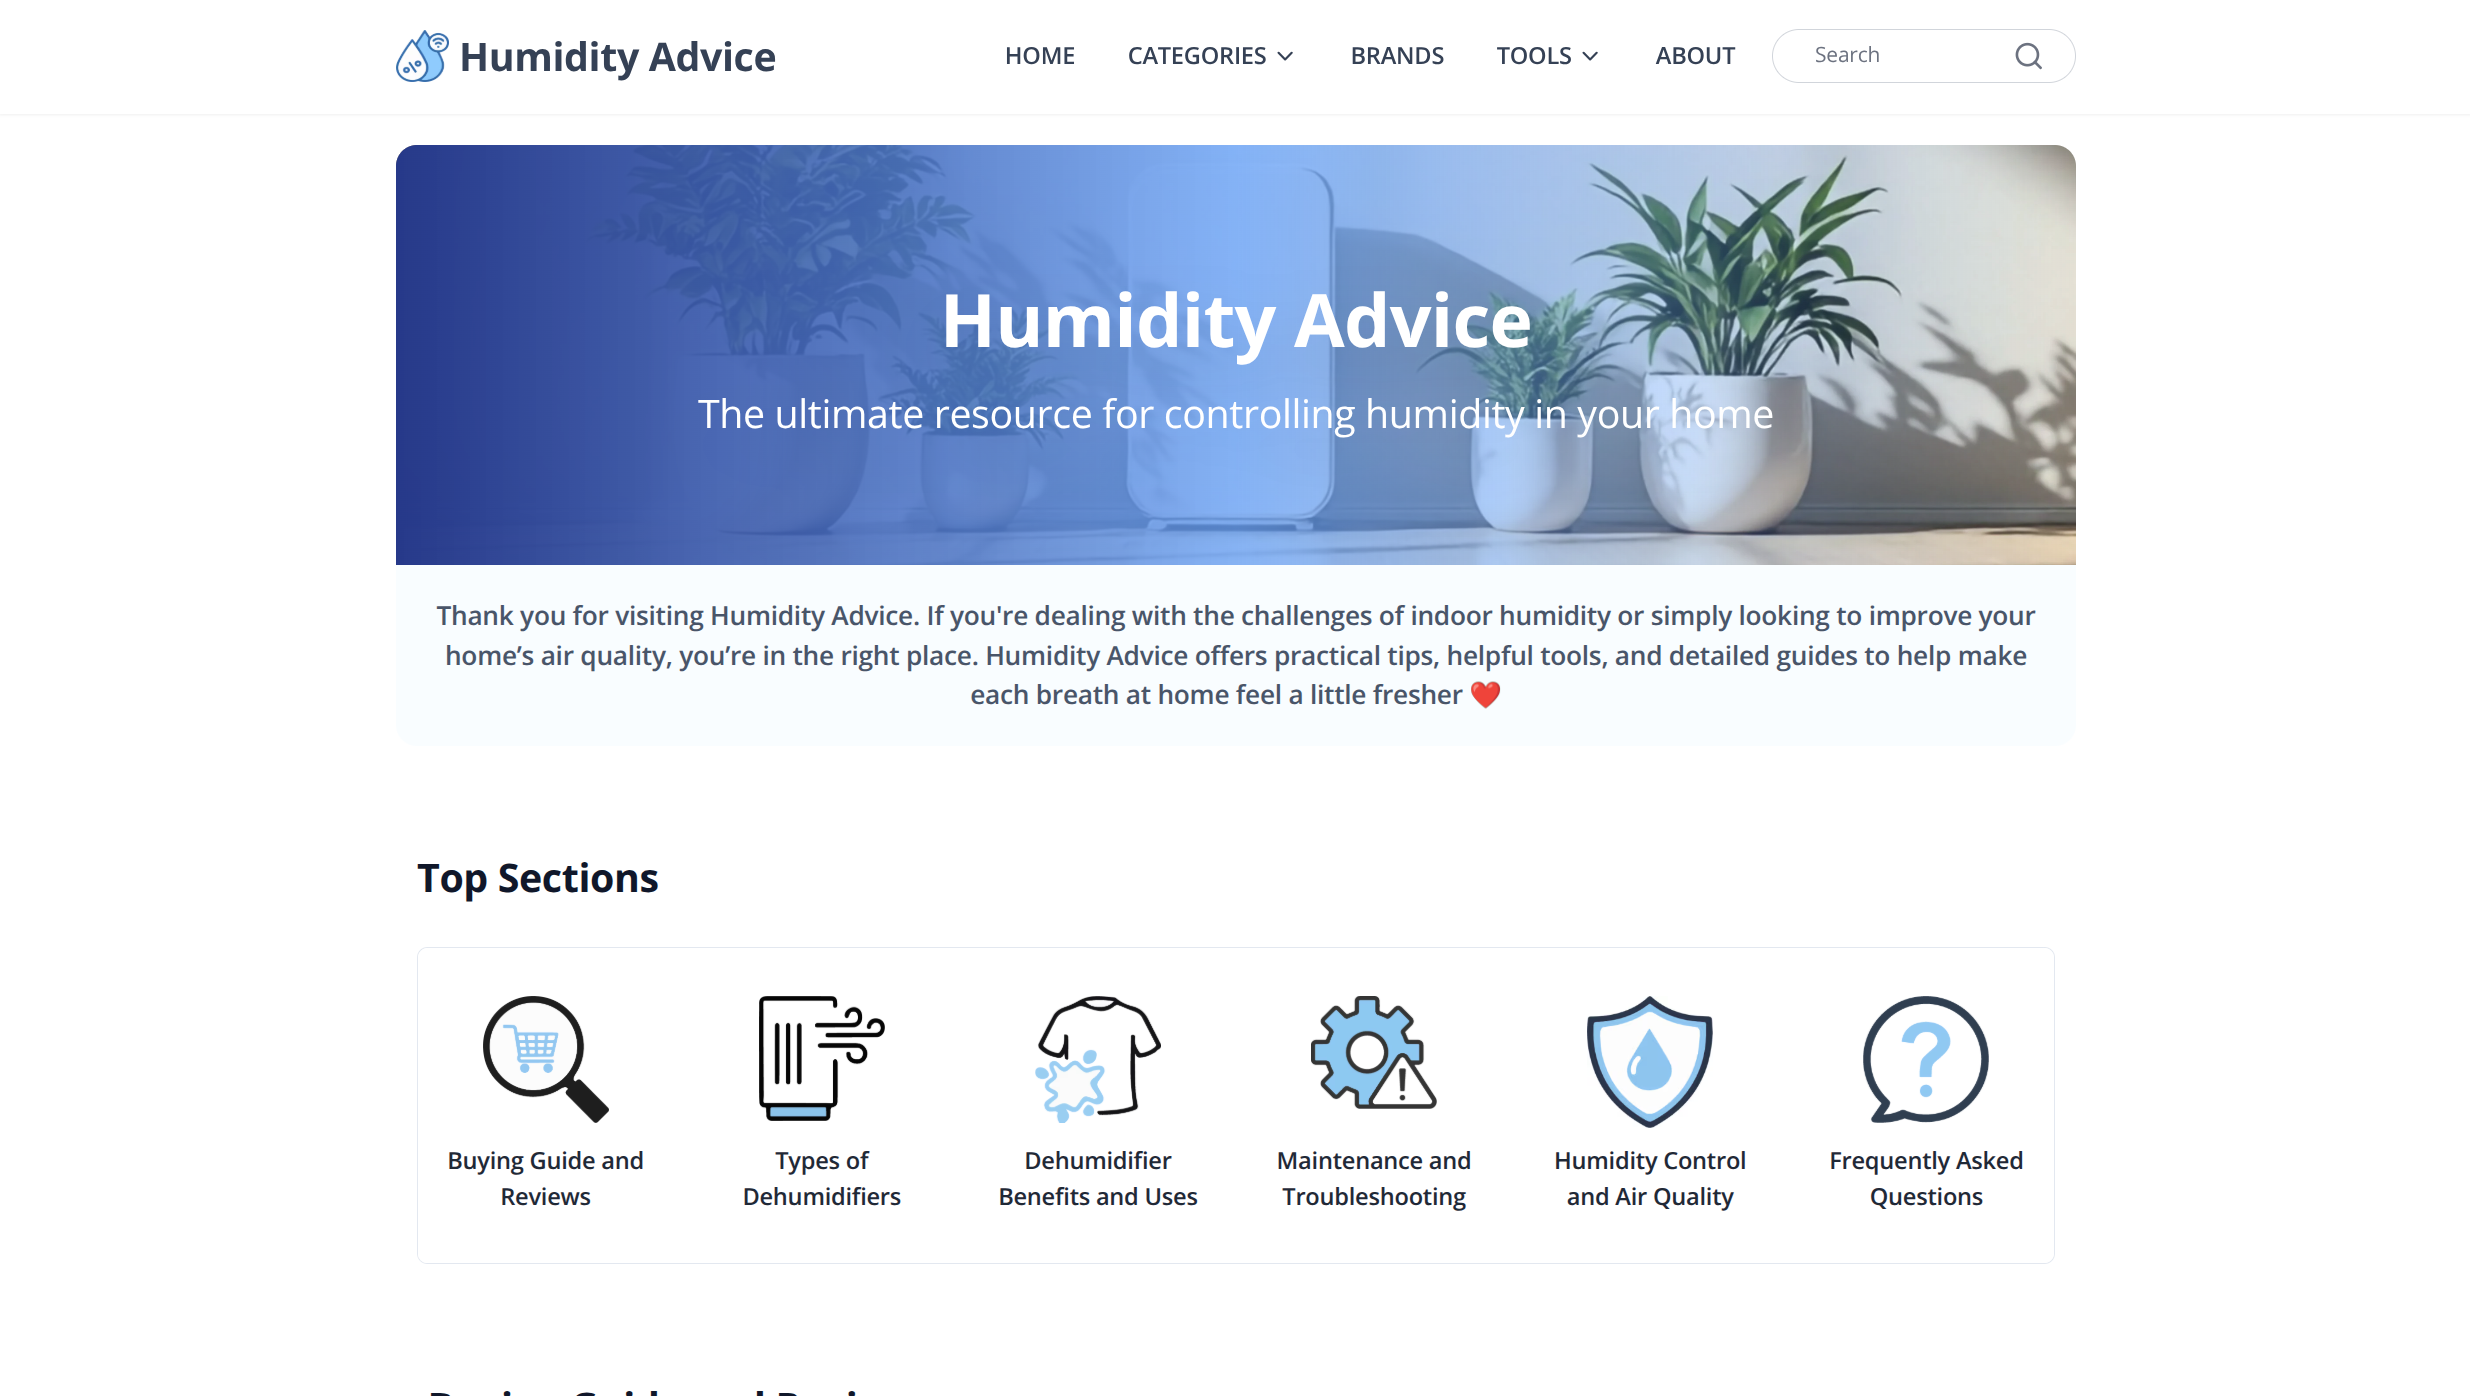 Humidity Advice
HOME
CATEGORIES
BRANDS
TOOLS
ABOUT
Search
Humidity Advice
The ultimate resource for controlling humidity in your home
Thank you for visiting Humidity Advice. If you're dealing with the challenges of indoor humidity or simply looking to improve your
home’s air quality, you’re in the right place. Humidity Advice offers practical tips, helpful tools, and detailed guides to help make
each breath at home feel a little fresher ❤️
Top Sections
Buying Guide and
Reviews
Types of
Dehumidifiers
Dehumidifier
Benefits and Uses
Maintenance and
Troubleshooting
Humidity Control
and Air Quality
Frequently Asked
Questions